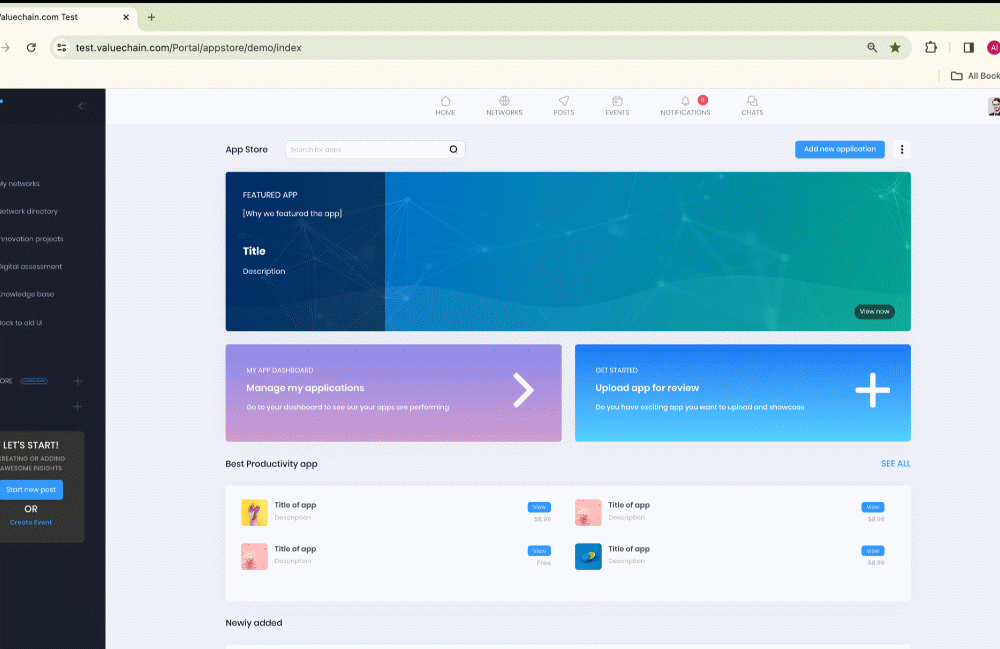 Valuechain.com Test
test.valuechain.com/Portal/appstore/demo/index
All Book
HOME
NETWORKS
POSTS
EVENTS
NOTIFICATIONS
CHATS
My networks
Network directory
Innovation projects
Digital assessment
Knowledge base
Back to old UI
ORE
LET'S START!
CREATING OR ADDING
AWESOME INSIGHTS
Start new post
OR
Create Event
App Store
Search for apps
Add new application
FEATURED APP
[Why we featured the app]
Title
Description
View now
MY APP DASHBOARD
Manage my applications
Go to your dashboard to see our your apps are performing
GET STARTED
Upload app for review
Do you have exciting app you want to upload and showcase
Best Productivity app
SEE ALL
Title of app
Description
View
$8.99
Title of app
Description
View
$8.99
Title of app
Description
View
Free
Title of app
Description
View
$8.99
Newly added